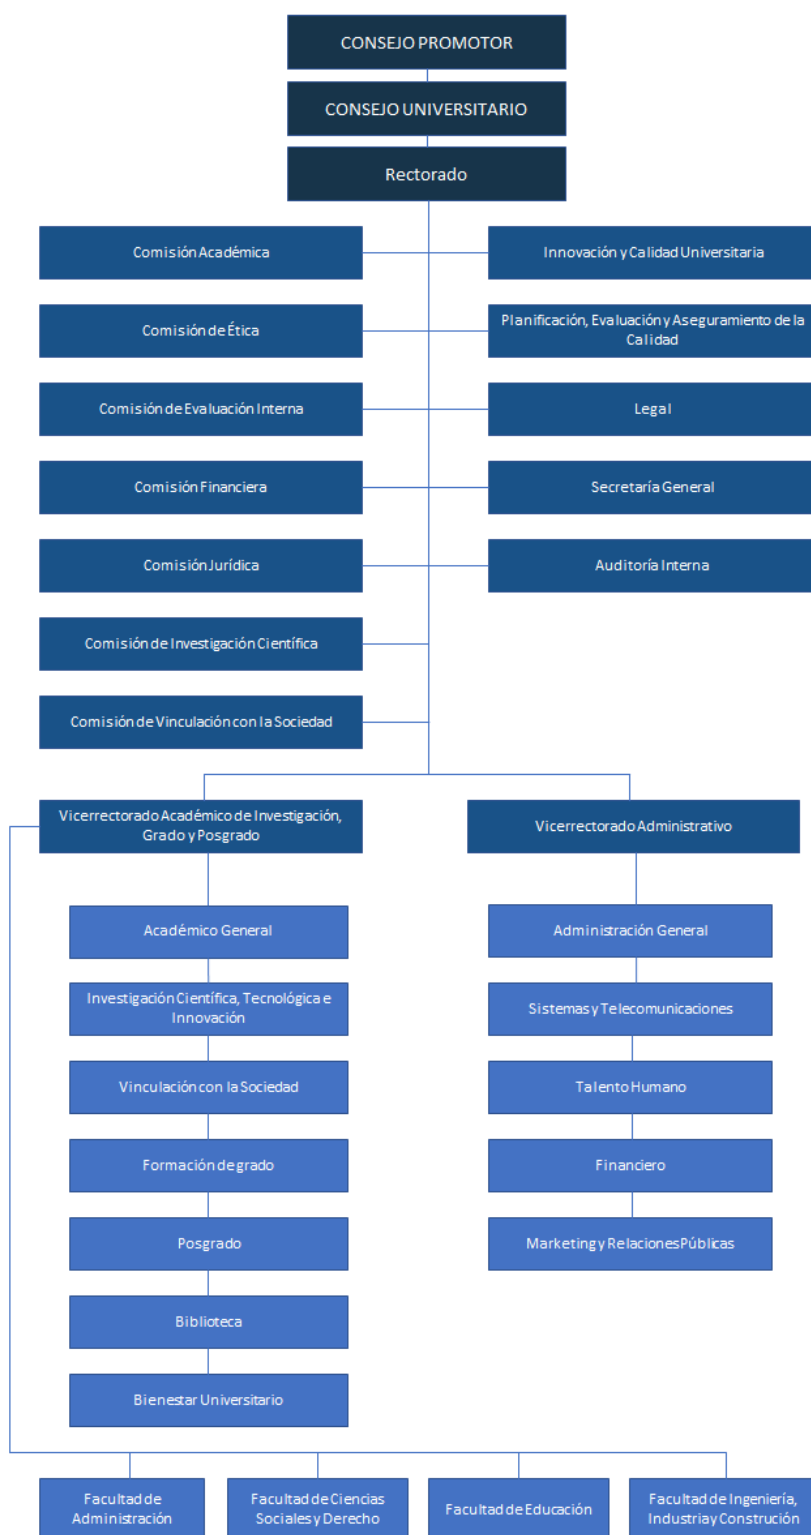 CONSEJO PROMOTOR
CONSEJO UNIVERSITARIO
Rectorado
Comisión Académica
Innovación y Calidad Universitaria
Comisión de Ética
Planificación, Evaluación y Aseguramiento de la
Calidad
Comisión de Evaluación Interna
Legal
Comisión Financiera
Secretaría General
Comisión Jurídica
Auditoría Interna
Comisión de Investigación Científica
Comisión de Vinculación con la Sociedad
Vicerrectorado Académico de Investigación,
Grado y Posgrado
Vicerrectorado Administrativo
Académico General
Administración General
Investigación Científica, Tecnológica e
Innovación
Sistemas y Telecomunicaciones
Vinculación con la Sociedad
Talento Humano
Formación de grado
Financiero
Posgrado
Marketing y Relaciones Públicas
Biblioteca
Bienestar Universitario
Facultad de
Administración
Facultad de Ciencias
Sociales y Derecho
Facultad de Educación
Facultad de Ingeniería,
Industria y Construción